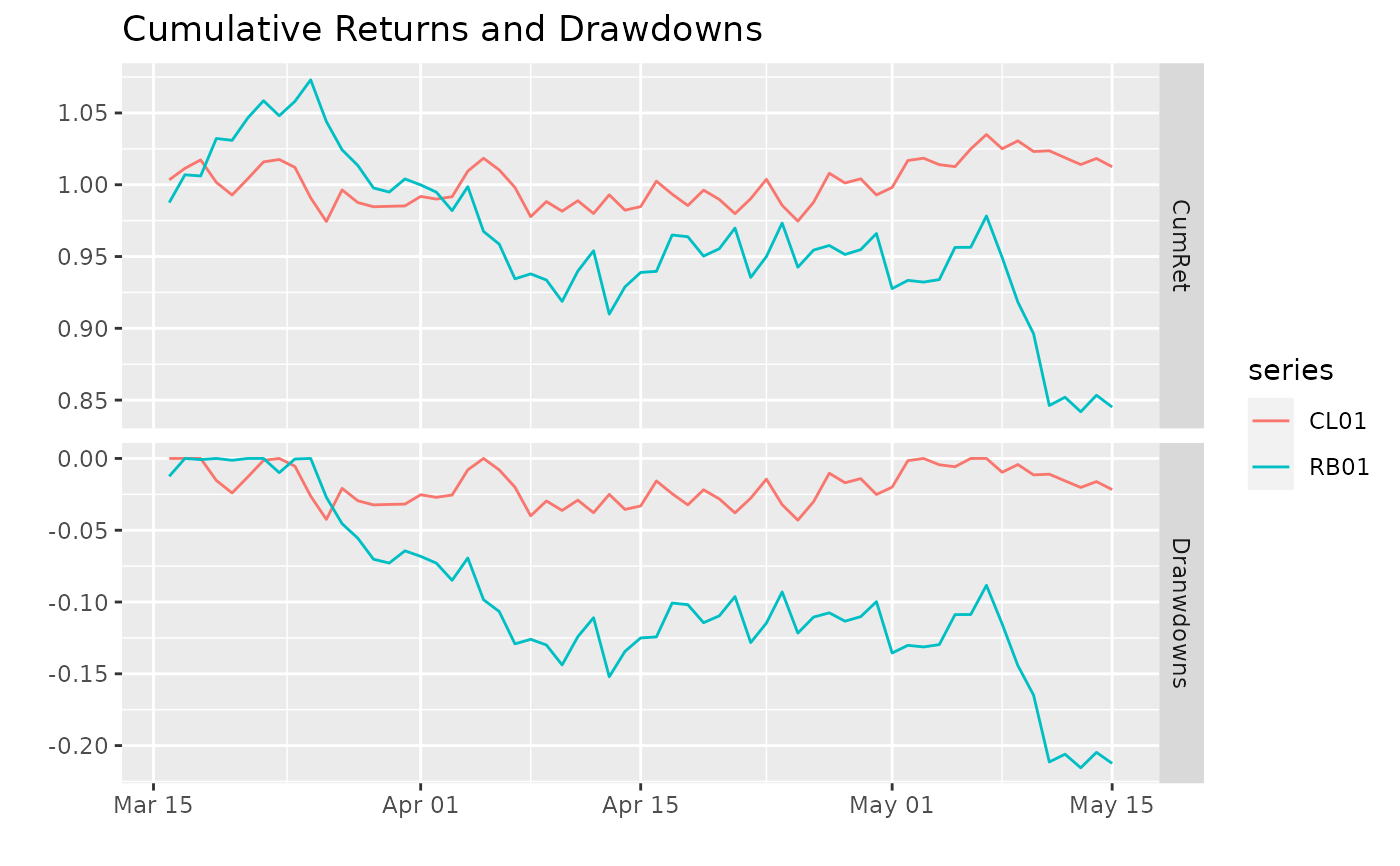 Cumulative Returns and Drawdowns
1.05
1.00
0.95
0.90
0.85
CumRet
0.00
-0.05
-0.10
-0.15
-0.20
Dranwdowns
Mar 15 Apr 01 Apr 15 May 01 May 15
series
CL01
RB01